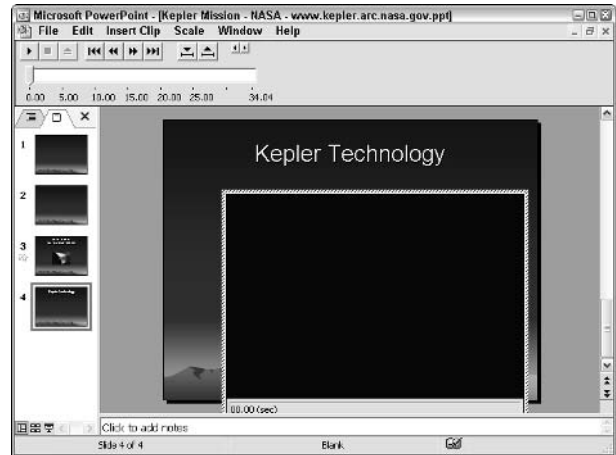 Microsoft PowerPoint - [Kepler Mission - NASA - www.kepler.arc.nasa.gov.ppt]
File Edit Insert Clip Scale Window Help
0.00 5.00 10.00 15.00 20.00 25.00 34.04
1
2
3
4
Kepler Technology
00.00 (sec)
Click to add notes
Slide 4 of 4 Blank